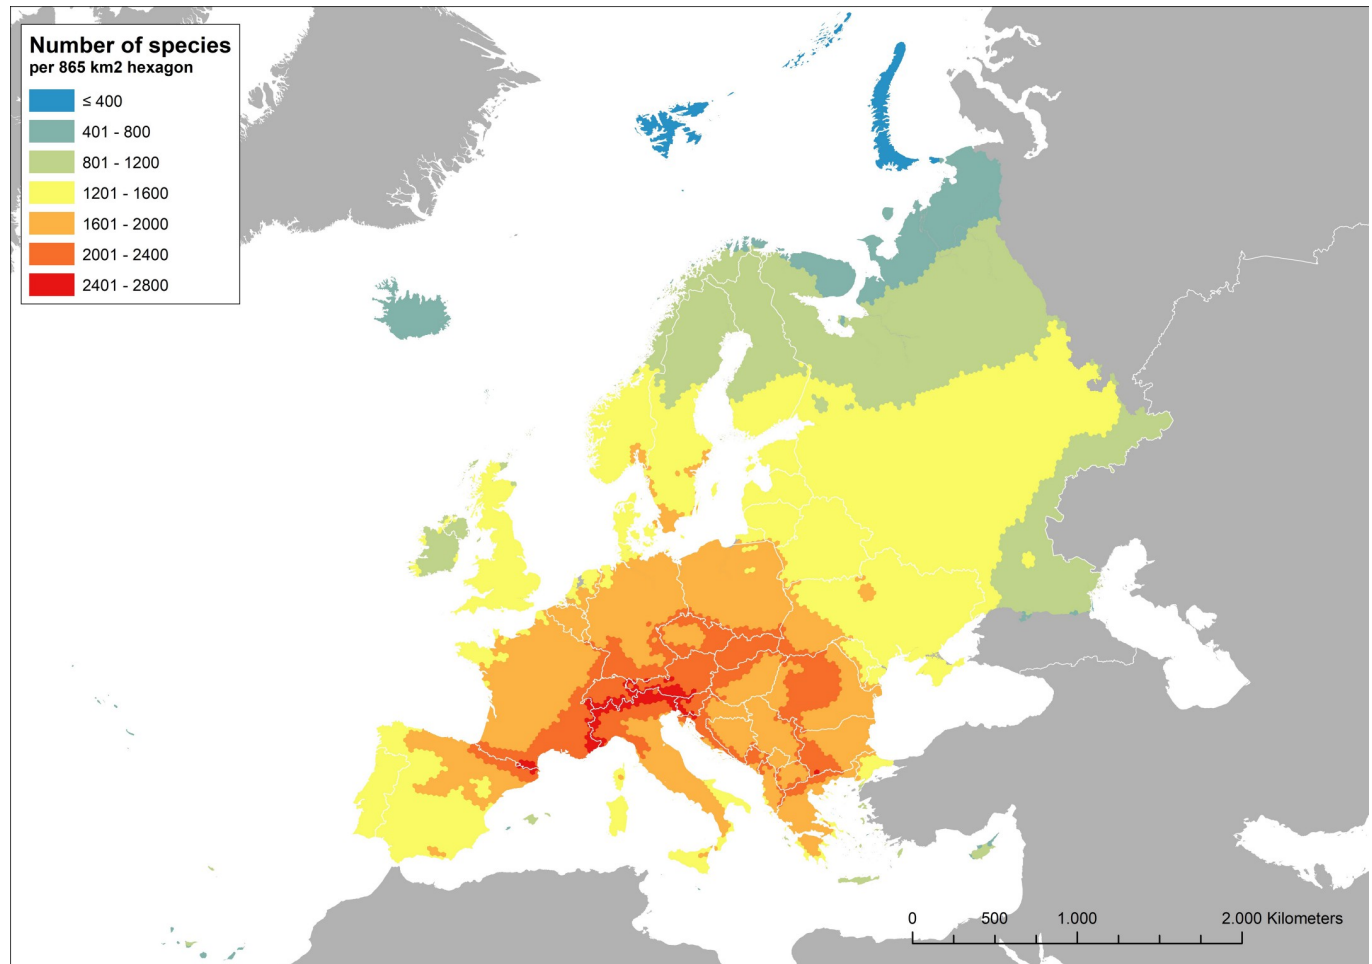 Number of species
per 865 km2 hexagon
≤ 400
401 - 800
801 - 1200
1201 - 1600
1601 - 2000
2001 - 2400
2401 - 2800
0 500 1.000 2.000 Kilometers